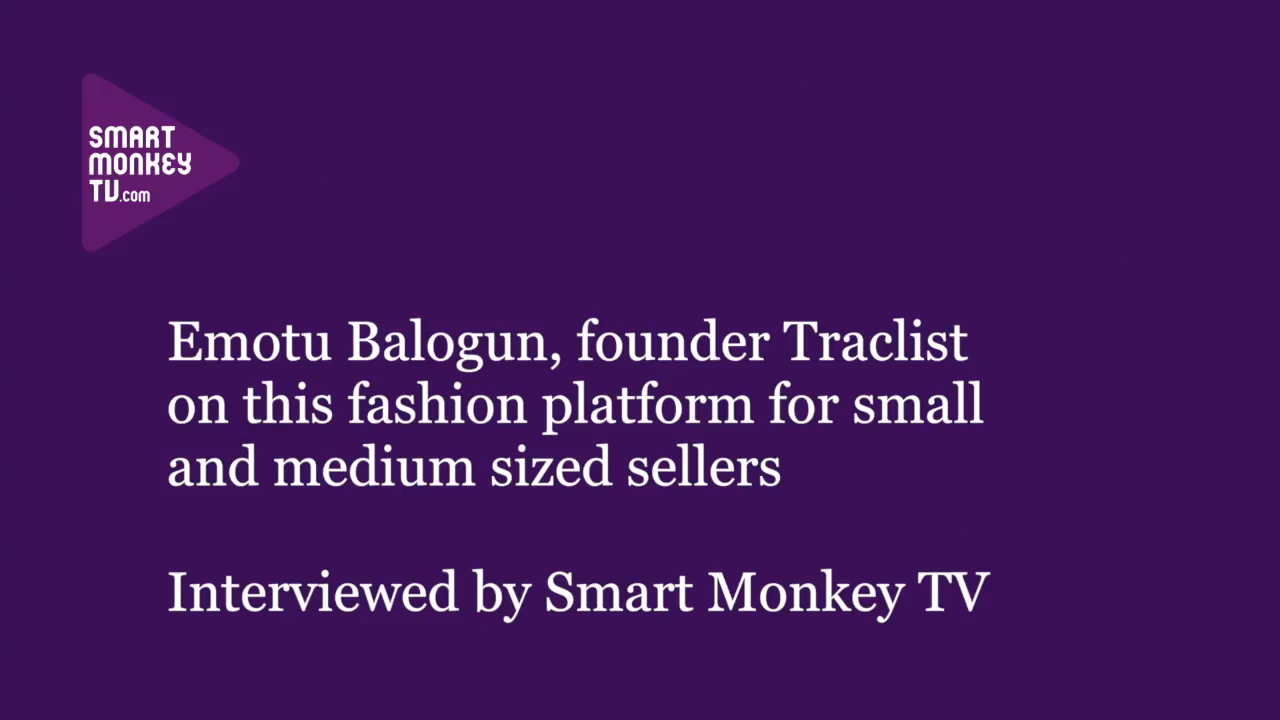 SMART
MONKEY
TV.com
Emotu Balogun, founder Traclist
on this fashion platform for small
and medium sized sellers
Interviewed by Smart Monkey TV